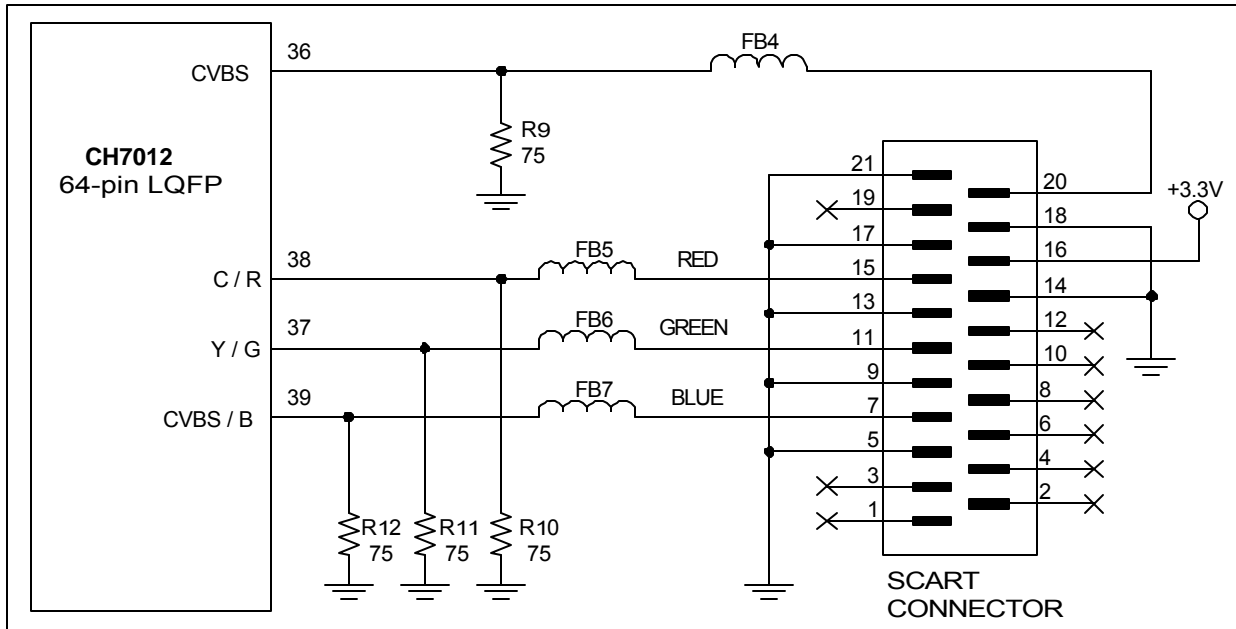 36
FB4
CVBS
R9
75
CH7012
64-pin LQFP
21
20
+3.3V
19
18
38
FB5
RED
17
16
C / R
15
14
37
FB6
GREEN
13
12
Y / G
11
10
39
FB7
BLUE
9
8
CVBS / B
7
6
5
4
3
2
1
R12
75
R11
75
R10
75
SCART
CONNECTOR